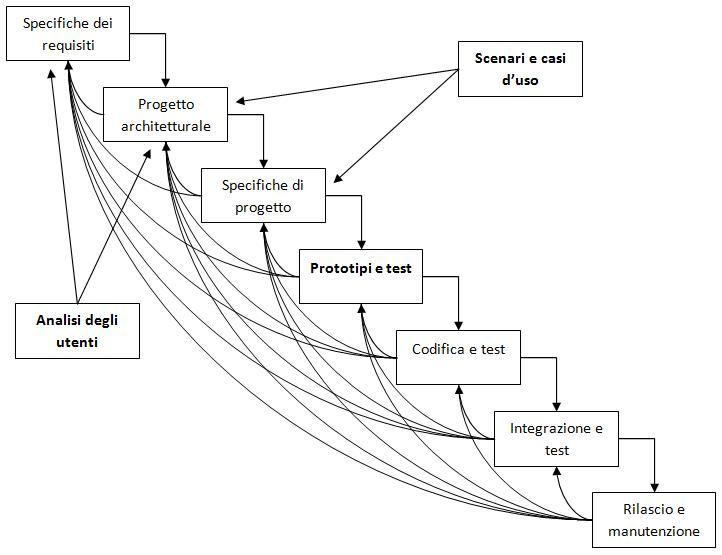 Specifiche dei
requisiti
Scenari e casi
d’uso
Progetto
architetturale
Specifiche di
progetto
Prototipi e test
Analisi degli
utenti
Codifica e test
Integrazione e
test
Rilascio e
manutenzione